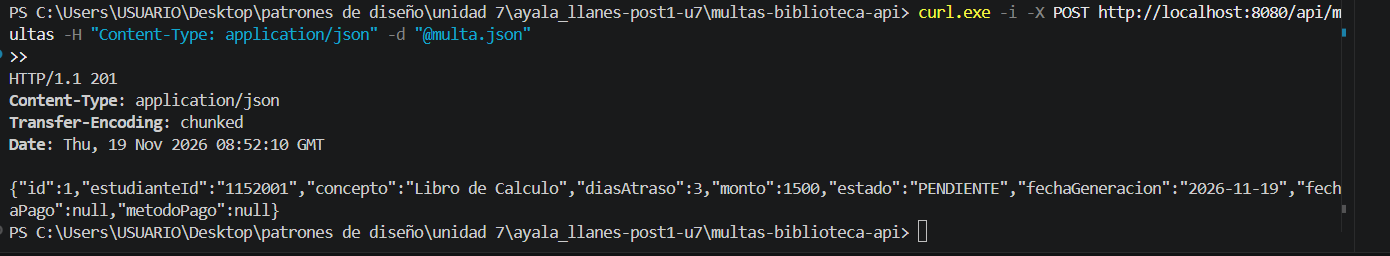 PS C:\Users\USUARIO\Desktop\patrones de diseño\unidad 7\ayala_llanes-post1-u7\multas-biblioteca-api> curl.exe -i -X POST http://localhost:8080/api/m
ultas -H "Content-Type: application/json" -d "@multa.json"
>>
HTTP/1.1 201
Content-Type: application/json
Transfer-Encoding: chunked
Date: Thu, 19 Nov 2026 08:52:10 GMT
{"id":1,"estudianteId":"1152001","concepto":"Libro de Calculo","diasAtraso":3,"monto":1500,"estado":"PENDIENTE","fechaGeneracion":"2026-11-19","fech
aPago":null,"metodoPago":null}
PS C:\Users\USUARIO\Desktop\patrones de diseño\unidad 7\ayala_llanes-post1-u7\multas-biblioteca-api>